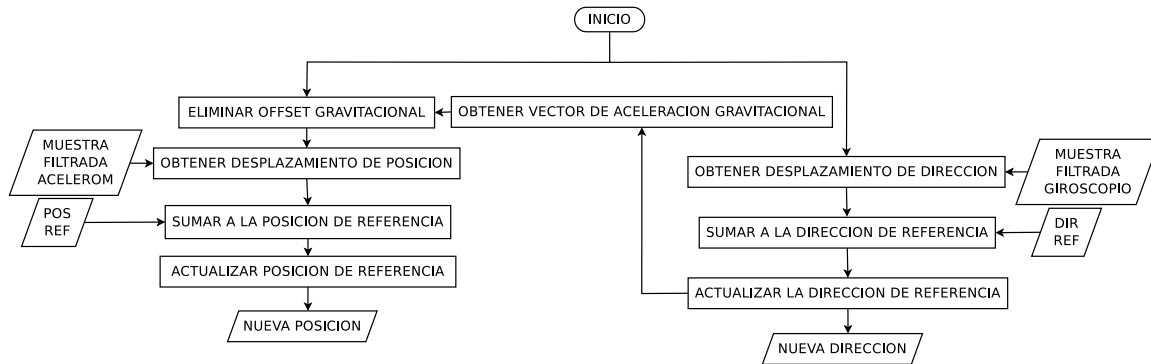 INICIO
ELIMINAR OFFSET GRAVITACIONAL
OBTENER VECTOR DE ACELERACION GRAVITACIONAL
MUESTRA
FILTRADA
ACELEROM
OBTENER DESPLAZAMIENTO DE POSICION
OBTENER DESPLAZAMIENTO DE DIRECCION
MUESTRA
FILTRADA
GIROSCOPIO
POS
REF
SUMAR A LA POSICION DE REFERENCIA
SUMAR A LA DIRECCION DE REFERENCIA
DIR
REF
ACTUALIZAR POSICION DE REFERENCIA
ACTUALIZAR LA DIRECCION DE REFERENCIA
NUEVA POSICION
NUEVA DIRECCION